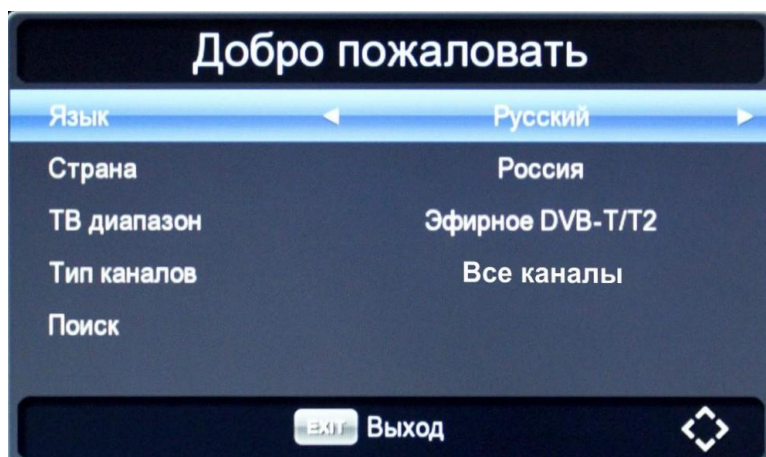 Добро пожаловать
Язык Русский
Страна Россия
ТВ диапазон Эфирное DVB-T/T2
Тип каналов Все каналы
Поиск
EXIT Выход